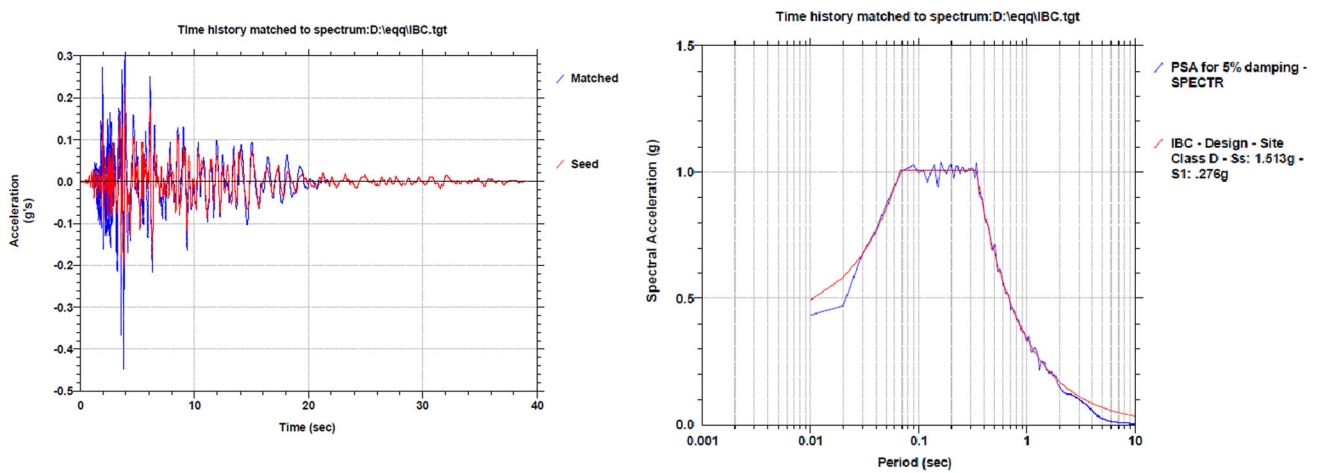 Time history matched to spectrum:D:\eqq\IBC.tgt
0.3
0.2
0.1
0.0
-0.1
-0.2
-0.3
-0.4
-0.5
Acceleration
(g's)
0
10
20
30
40
Time (sec)
Matched
Seed
Time history matched to spectrum:D:\eqq\IBC.tgt
1.5
1.0
0.5
0.0
Spectral Acceleration (g)
0.001
0.01
0.1
1
10
Period (sec)
PSA for 5% damping -
SPECTR
IBC - Design - Site
Class D - Ss: 1.513g -
S1: .276g